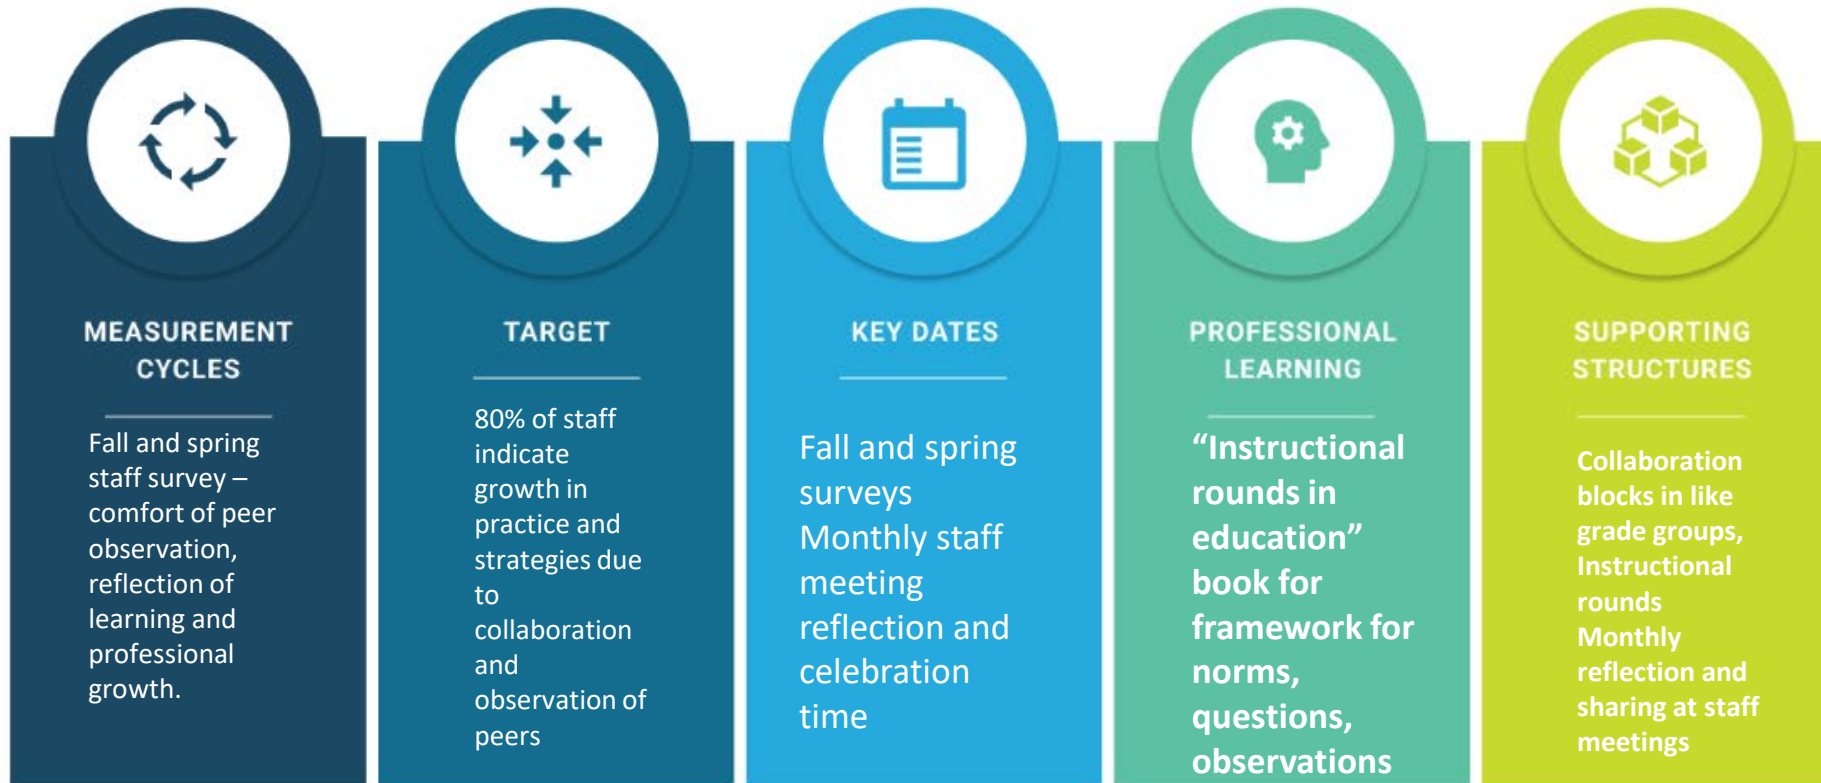 MEASUREMENT
CYCLES
Fall and spring
staff survey –
comfort of peer
observation,
reflection of
learning and
professional
growth.
TARGET
80% of staff
indicate
growth in
practice and
strategies due
to
collaboration
and
observation of
peers
KEY DATES
Fall and spring
surveys
Monthly staff
meeting
reflection and
celebration
time
PROFESSIONAL
LEARNING
“Instructional
rounds in
education”
book for
framework for
norms,
questions,
observations
SUPPORTING
STRUCTURES
Collaboration
blocks in like
grade groups,
Instructional
rounds
Monthly
reflection and
sharing at staff
meetings